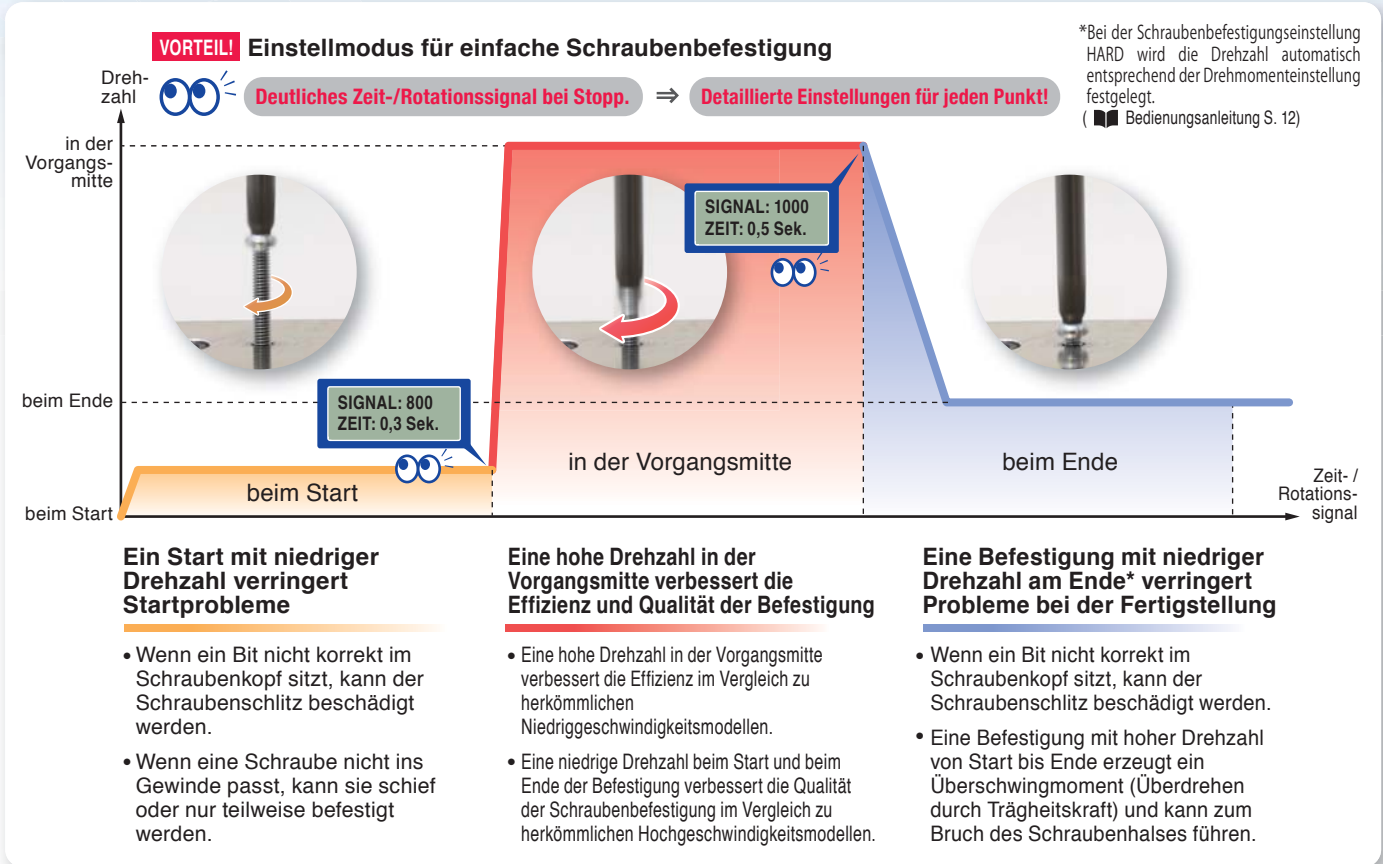 VORTEIL! Einstellmodus für einfache Schraubenbefestigung
Deutliches Zeit-/Rotationssignal bei Stopp. ⇒ Detaillierte Einstellungen für jeden Punkt!
*Bei der Schraubenbefestigungseinstellung
HARD wird die Drehzahl automatisch
entsprechend der Drehmomenteinstellung
festgelegt.
( Bedienungsanleitung S. 12)
Dreh-
zahl
in der
Vorgangs-
mitte
beim Ende
beim Start
SIGNAL: 800
ZEIT: 0,3 Sek.
SIGNAL: 1000
ZEIT: 0,5 Sek.
beim Start
in der Vorgangsmitte
beim Ende
Zeit- /
Rotations-
signal
Ein Start mit niedriger
Drehzahl verringert
Startprobleme
• Wenn ein Bit nicht korrekt im
Schraubenkopf sitzt, kann der
Schraubenschlitz beschädigt
werden.
• Wenn eine Schraube nicht ins
Gewinde passt, kann sie schief
oder nur teilweise befestigt
werden.
Eine hohe Drehzahl in der
Vorgangsmitte verbessert die
Effizienz und Qualität der Befestigung
• Eine hohe Drehzahl in der Vorgangsmitte
verbessert die Effizienz im Vergleich zu
herkömmlichen
Niedriggeschwindigkeitsmodellen.
• Eine niedrige Drehzahl beim Start und beim
Ende der Befestigung verbessert die Qualität
der Schraubenbefestigung im Vergleich zu
herkömmlichen Hochgeschwindigkeitsmodellen.
Eine Befestigung mit niedriger
Drehzahl am Ende* verringert
Probleme bei der Fertigstellung
• Wenn ein Bit nicht korrekt im
Schraubenkopf sitzt, kann der
Schraubenschlitz beschädigt werden.
• Eine Befestigung mit hoher Drehzahl
von Start bis Ende erzeugt ein
Überschwingmoment (Überdrehen
durch Trägheitskraft) und kann zum
Bruch des Schraubenhalses führen.